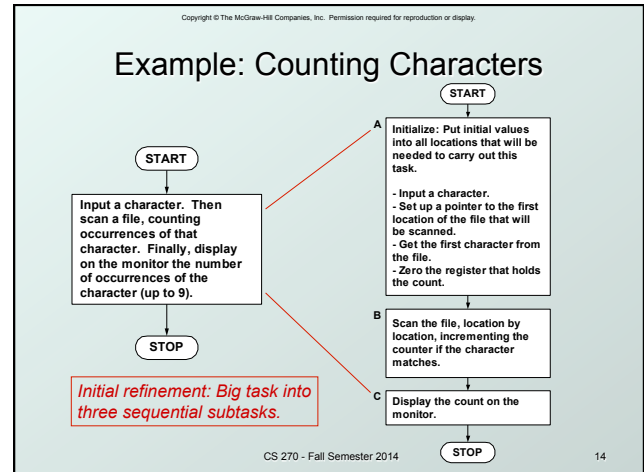 Copyright © The McGraw-Hill Companies, Inc. Permission required for reproduction or display.
Example: Counting Characters
START
Input a character. Then
scan a file, counting
occurrences of that
character. Finally, display
on the monitor the number
of occurrences of the
character (up to 9).
STOP
Initial refinement: Big task into
three sequential subtasks.
START
A
Initialize: Put initial values
into all locations that will be
needed to carry out this
task.
- Input a character.
- Set up a pointer to the first
location of the file that will
be scanned.
- Get the first character from
the file.
- Zero the register that holds
the count.
B
Scan the file, location by
location, incrementing the
counter if the character
matches.
C
Display the count on the
monitor.
STOP
CS 270 - Fall Semester 2014
14